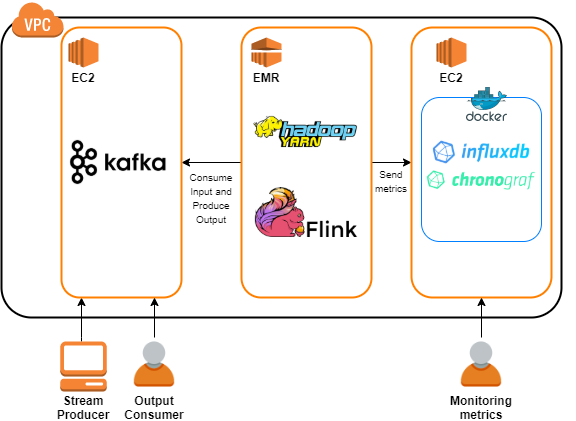 VPC
EC2
EMR
EC2
docker
hadoop
YARN
influxdb
chronograf
kafka
Consume
Input and
Produce
Output
Send
metrics
Flink
Stream
Producer
Output
Consumer
Monitoring
metrics